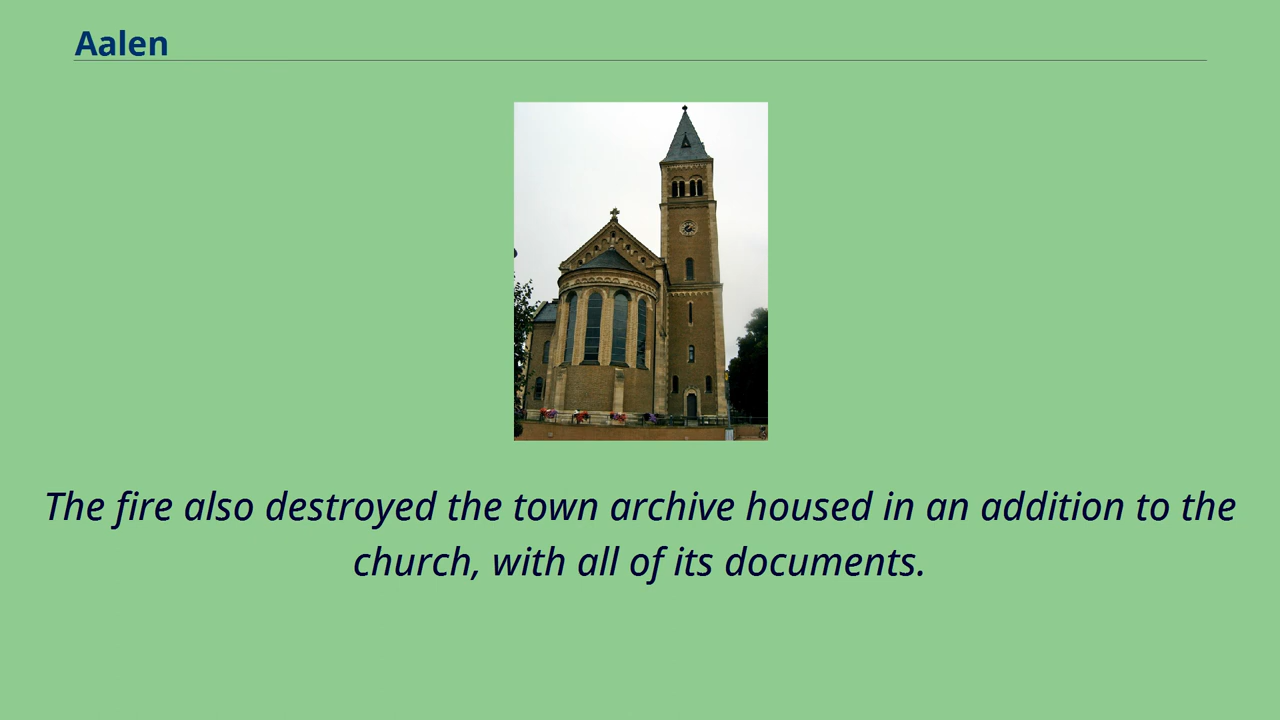 Aalen
The fire also destroyed the town archive housed in an addition to the
church, with all of its documents.